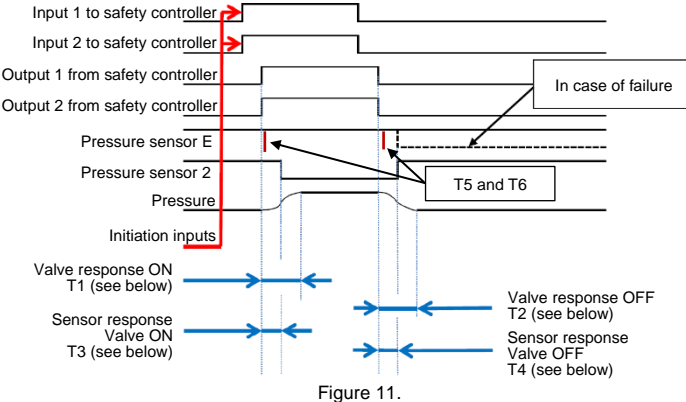 Input 1 to safety controller
Input 2 to safety controller
Output 1 from safety controller
Output 2 from safety controller
In case of failure
Pressure sensor E
Pressure sensor 2
T5 and T6
Pressure
Initiation inputs
Valve response ON
T1 (see below)
Valve response OFF
T2 (see below)
Sensor response
Valve ON
T3 (see below)
Sensor response
Valve OFF
T4 (see below)
Figure 11.